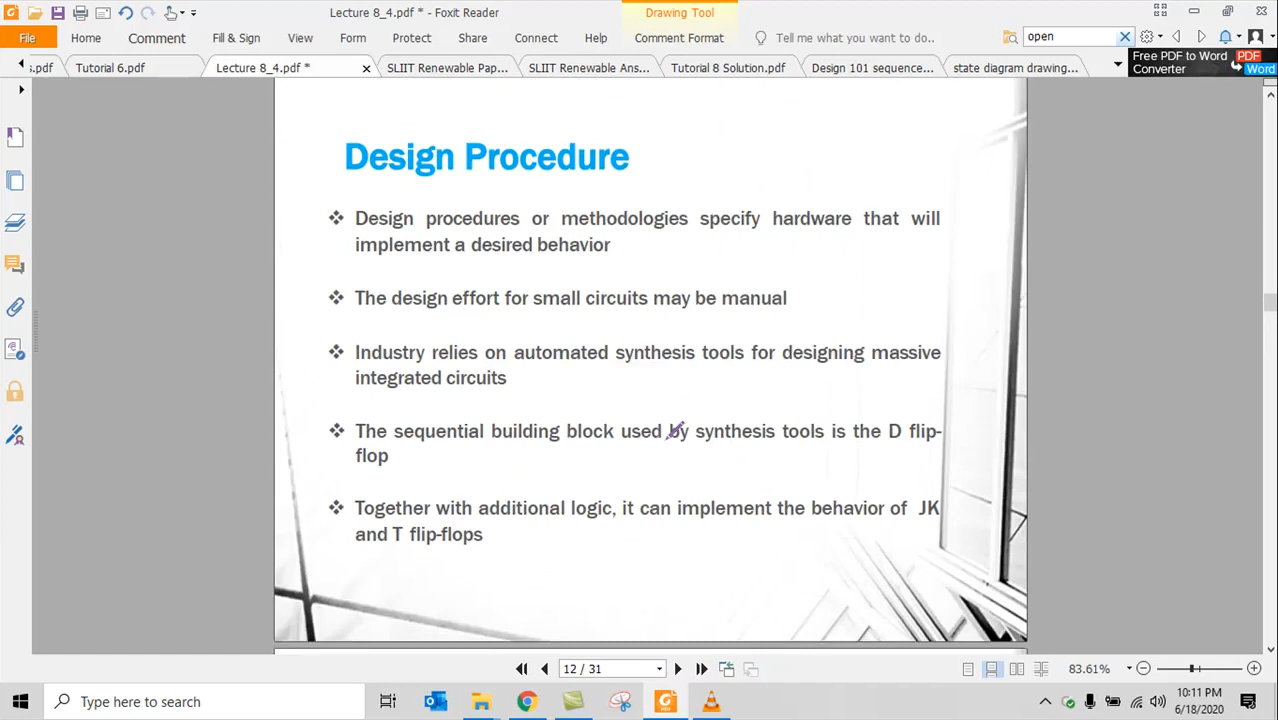 Lecture 8_4.pdf * - Foxit Reader
Drawing Tool
File Home Comment Fill & Sign View Form Protect Share Connect Help Comment Format Tell me what you want to do.. open
s.pdf Tutorial 6.pdf Lecture 8_4.pdf * SLIIT Renewable Pap... SLIIT Renewable Ans... Tutorial 8 Solution.pdf Design 101 sequence... state diagram drawing...
Free PDF to Word
Converter
PDF
Word
Design Procedure
❖ Design procedures or methodologies specify hardware that will
implement a desired behavior
❖ The design effort for small circuits may be manual
❖ Industry relies on automated synthesis tools for designing massive
integrated circuits
❖ The sequential building block used by synthesis tools is the D flip-
flop
❖ Together with additional logic, it can implement the behavior of JK
and T flip-flops
12 / 31
83.61%
Type here to search
10:11 PM
6/18/2020